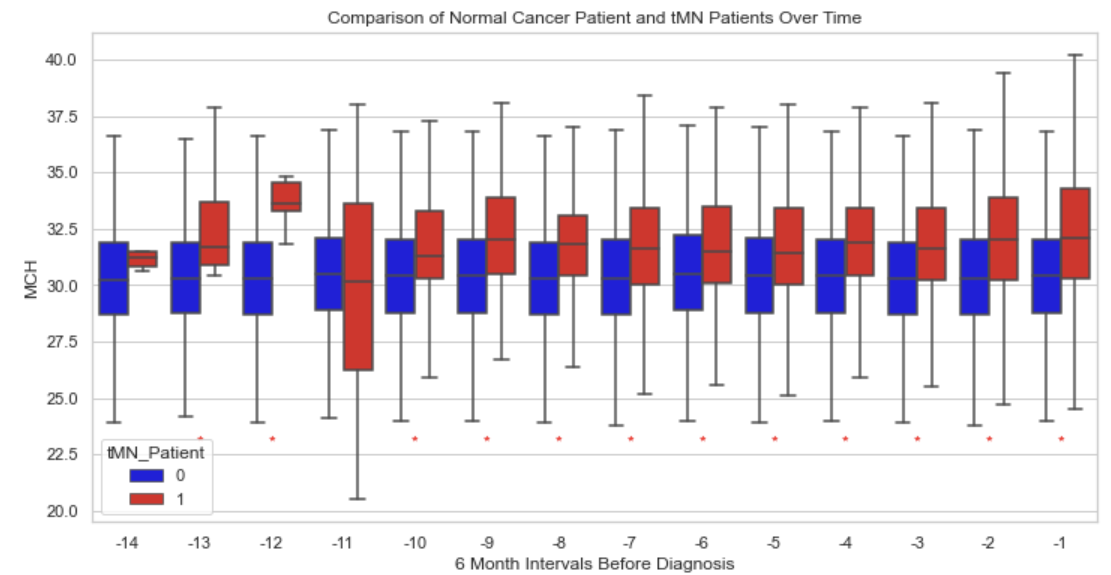 Comparison of Normal Cancer Patient and tMN Patients Over Time
MCH
40.0
37.5
35.0
32.5
30.0
27.5
25.0
22.5
20.0
* * * * * * * * * * * *
tMN_Patient
0
1
-14 -13 -12 -11 -10 -9 -8 -7 -6 -5 -4 -3 -2 -1
6 Month Intervals Before Diagnosis